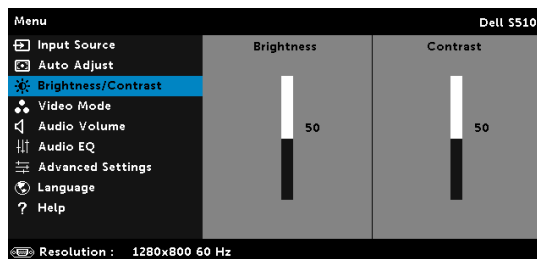 Menu
Dell S510
Input Source
Auto Adjust
Brightness/Contrast
Video Mode
Audio Volume
Audio EQ
Advanced Settings
Language
? Help
Brightness
50
Contrast
50
Resolution : 1280x800 60 Hz